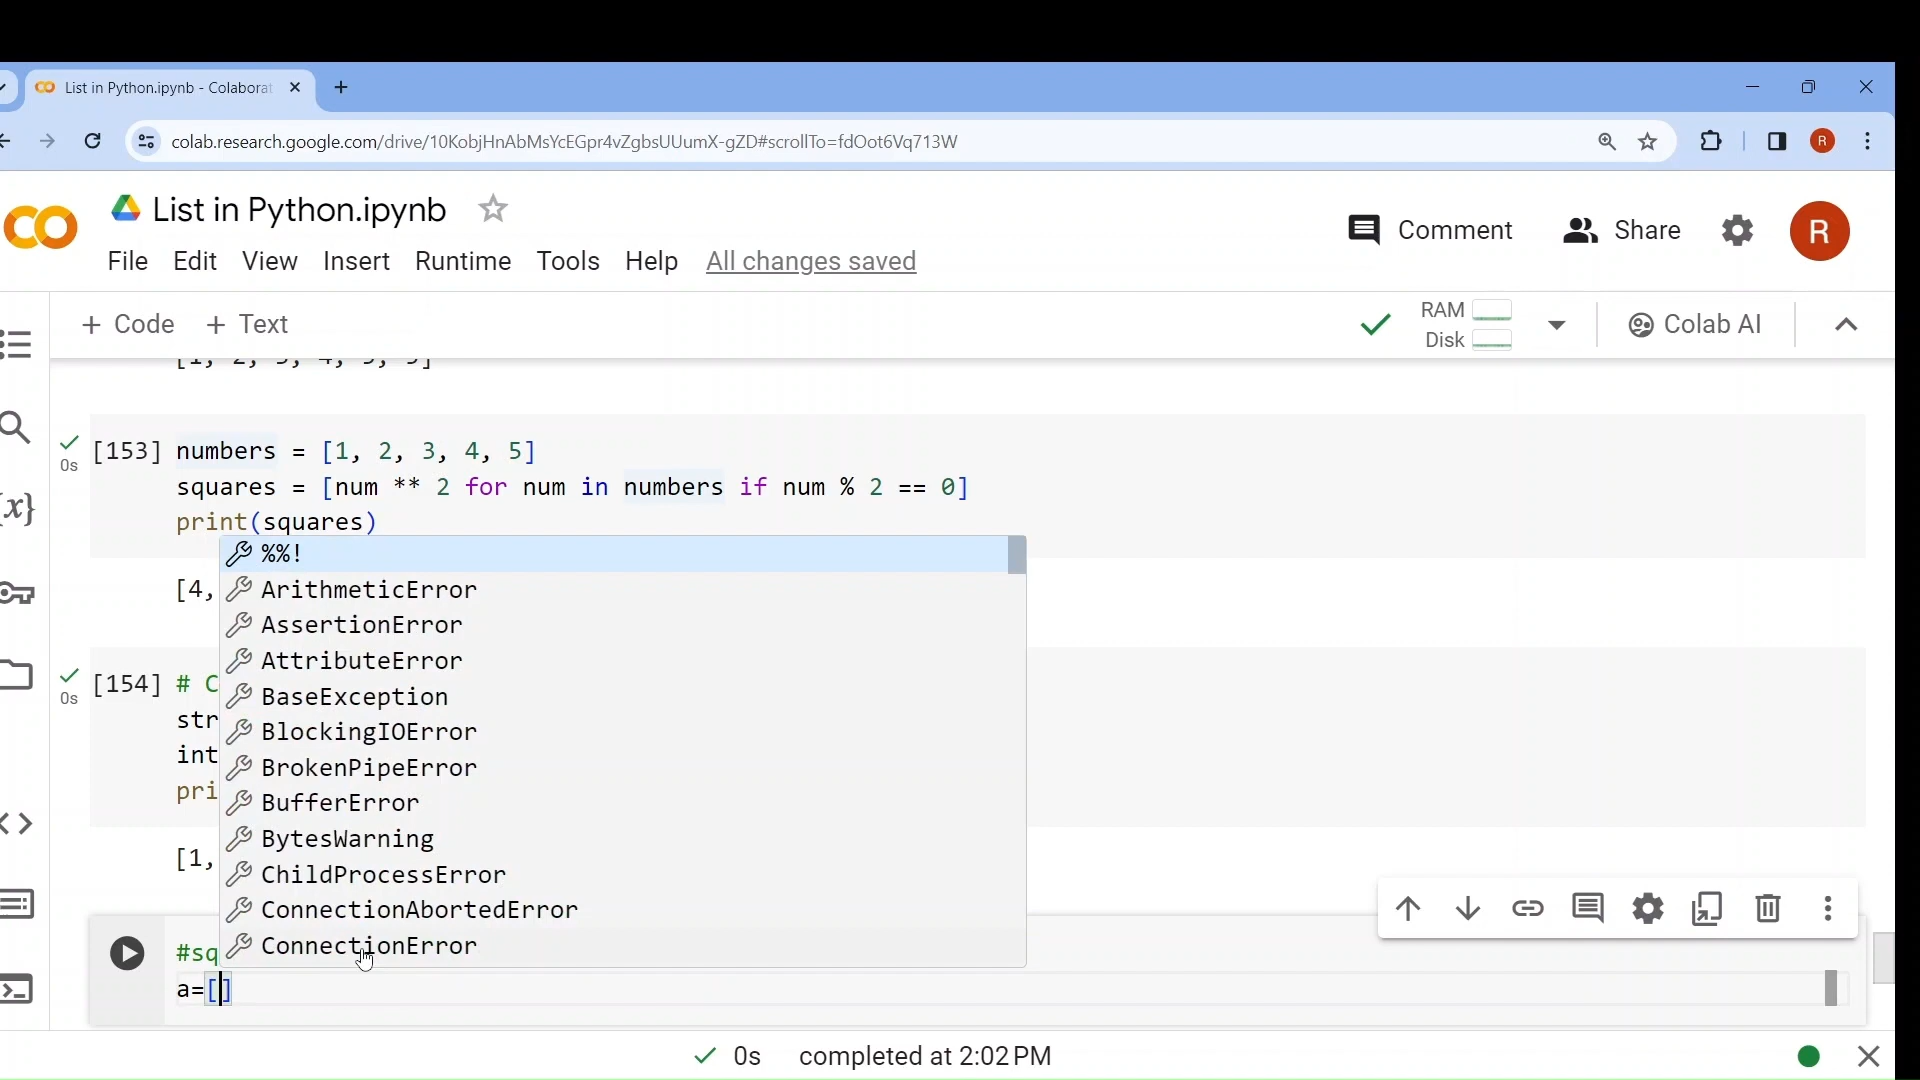 List in Python.ipynb - Colaborat
colab.research.google.com/drive/10KobjHnAbMsYcEGpr4vZgbsUUumX-gZD#scrollTo=fdOot6Vq713W
R
List in Python.ipynb
Comment
Share
R
File Edit View Insert Runtime Tools Help All changes saved
+ Code + Text
RAM
Disk
Colab AI
{x}
0s
[153] numbers = [1, 2, 3, 4, 5]
squares = [num ** 2 for num in numbers if num % 2 == 0]
print(squares)
%%!
[4,
ArithmeticError
AssertionError
AttributeError
0s
[154] # C
BaseException
str
BlockingIOError
int
BrokenPipeError
pri
BufferError
BytesWarning
[1,
ChildProcessError
ConnectionAbortedError
#sq
ConnectionError
a=[]
0s completed at 2:02 PM